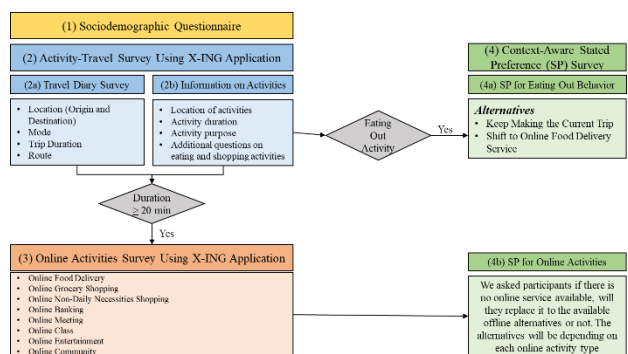 (1) Sociodemographic Questionnaire
(2) Activity-Travel Survey Using X-ING Application
(2a) Travel Diary Survey
• Location (Origin and
Destination)
• Mode
• Trip Duration
• Route
(2b) Information on Activities
• Location of activities
• Activity duration
• Activity purpose
• Additional questions on
eating and shopping activities
Eating
Out
Activity
Yes
(4) Context-Aware Stated
Preference (SP) Survey
(4a) SP for Eating Out Behavior
Alternatives
• Keep Making the Current Trip
• Shift to Online Food Delivery
Service
Duration
≥ 20 min
Yes
(3) Online Activities Survey Using X-ING Application
• Online Food Delivery
• Online Grocery Shopping
• Online Non-Daily Necessities Shopping
• Online Banking
• Online Meeting
• Online Class
• Online Entertainment
• Online Community
(4b) SP for Online Activities
We asked participants if there is
no online service available, will
they replace it to the available
offline alternatives or not. The
alternatives will be depending on
each online activity type